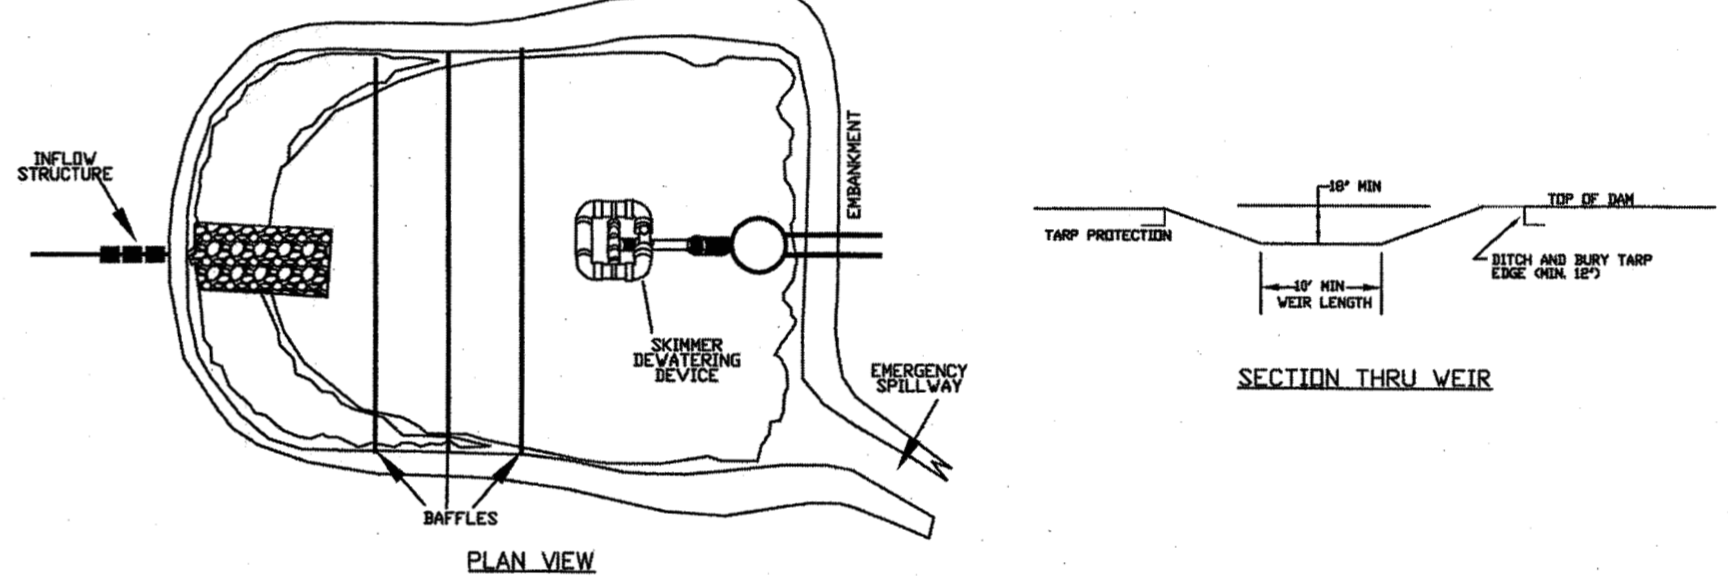 INFLOW
STRUCTURE
EMBANKMENT
SKIMMER
DEWATERING
DEVICE
EMERGENCY
SPILLWAY
BAFFLES
PLAN VIEW
18" MIN
TOP OF DAM
TARP PROTECTION
DITCH AND BURY TARP
EDGE (MIN. 12")
10' MIN
WEIR LENGTH
SECTION THRU WEIR